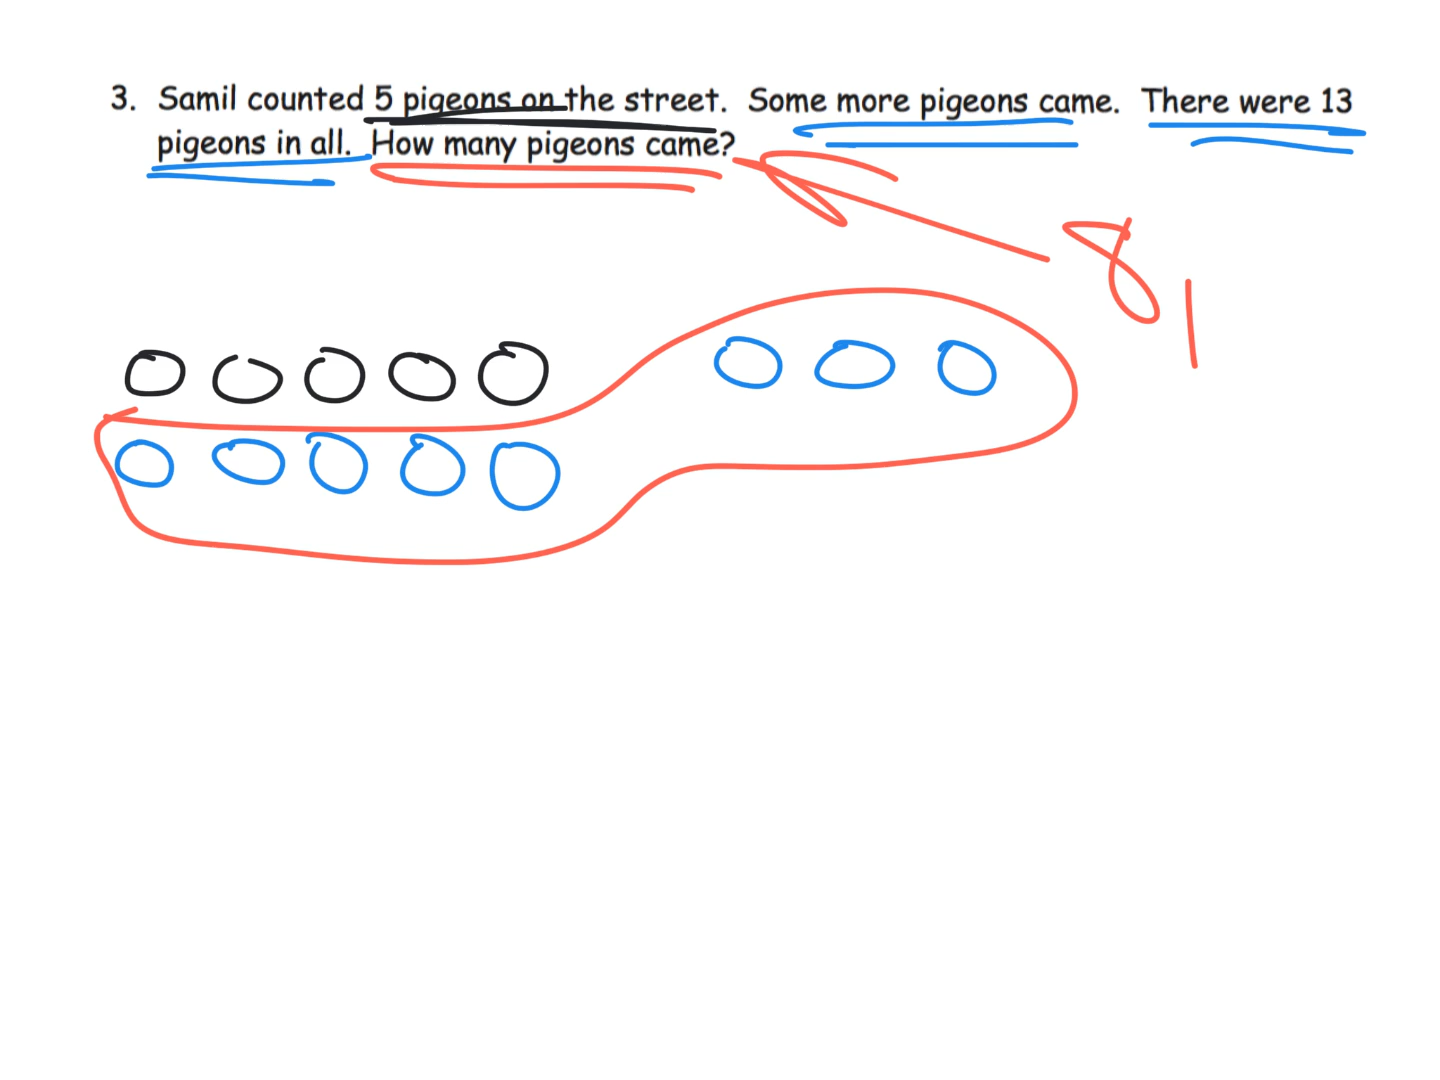 3. Samil counted 5 pigeons on the street. Some more pigeons came. There were 13
pigeons in all. How many pigeons came?
8